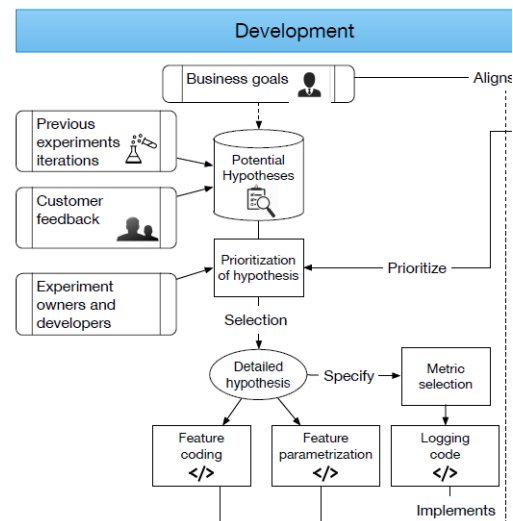 Development
Business goals
Aligns
Previous
experiments
iterations
Potential
Hypotheses
Customer
feedback
Prioritization
of hypothesis
Prioritize
Experiment
owners and
developers
Selection
Detailed
hypothesis
Specify
Metric
selection
Feature
coding
</>
Feature
parametrization
</>
Logging
code
</>
Implements